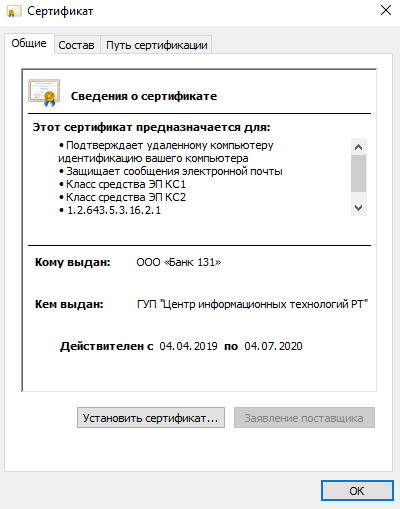 Сертификат
Общие Состав Путь сертификации
Сведения о сертификате
Этот сертификат предназначается для:
• Подтверждает удаленному компьютеру
идентификацию вашего компьютера
• Защищает сообщения электронной почты
• Класс средства ЭП КС1
• Класс средства ЭП КС2
• 1.2.643.5.3.16.2.1
Кому выдан: ООО «Банк 131»
Кем выдан: ГУП "Центр информационных технологий РТ"
Действителен с 04.04.2019 по 04.07.2020
Установить сертификат... Заявление поставщика
ОК